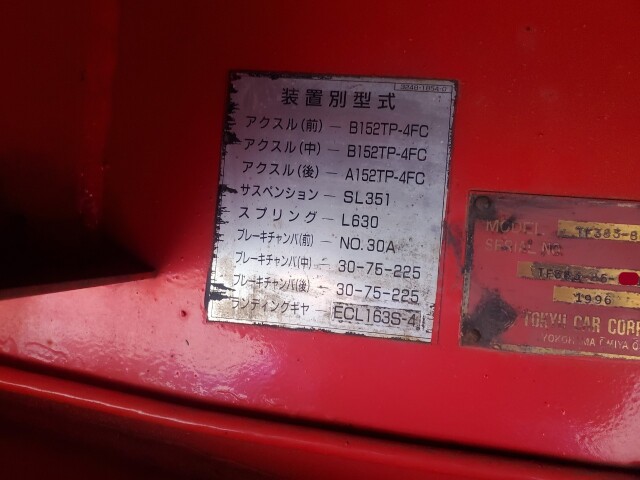 装置別型式
アクスル(前)－B152TP-4FC
アクスル(中)－B152TP-4FC
アクスル(後)－A152TP-4FC
サスペンション－SL351
スプリング－L630
ブレーキチャンバ(前)－NO.30A
ブレーキチャンバ(中)－30-75-225
ブレーキチャンバ(後)－30-75-225
ランディングギヤ－ECL163S-4
MODEL
SERIAL NO.
1996
TOKYU CAR CORP